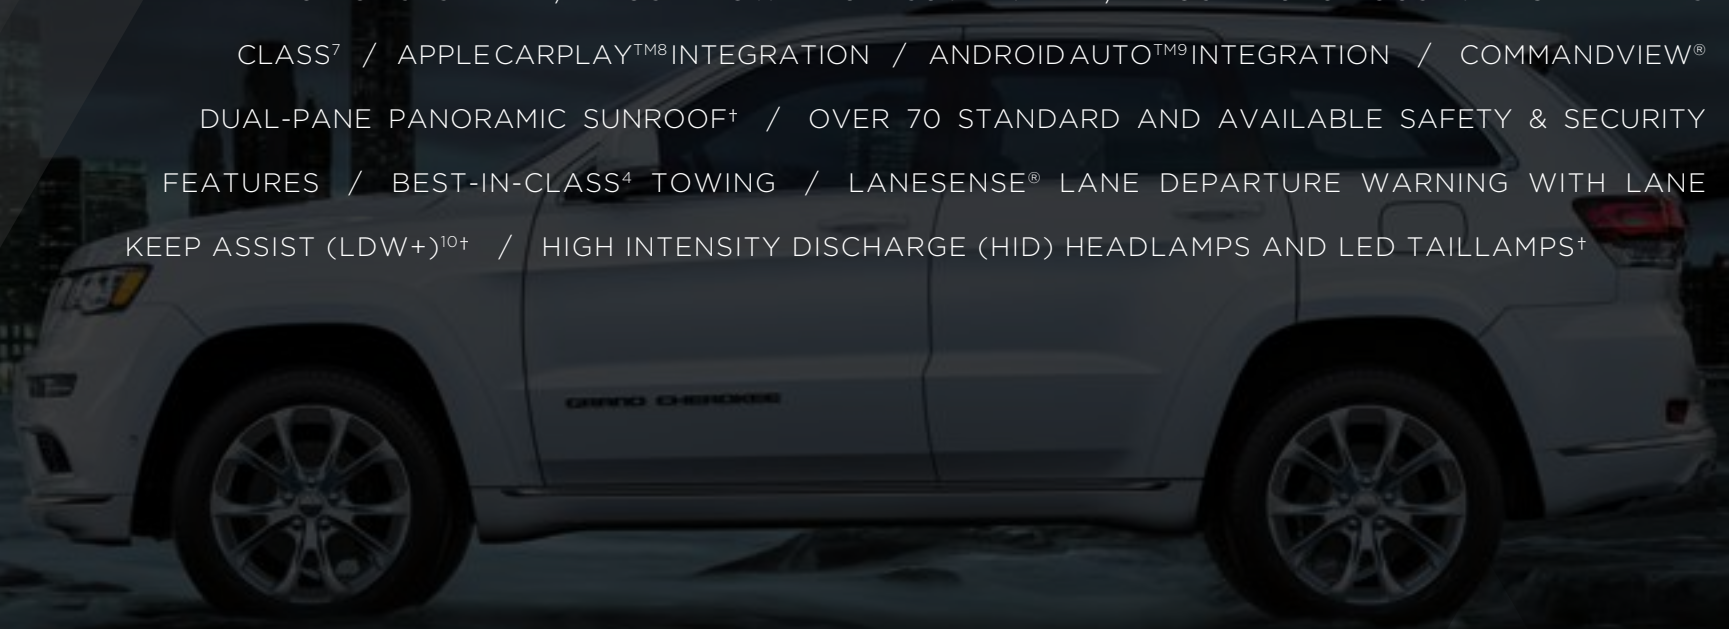 CLASS⁷ / APPLE CARPLAY™⁸ INTEGRATION / ANDROID AUTO™⁹ INTEGRATION / COMMANDVIEW®
DUAL-PANE PANORAMIC SUNROOF† / OVER 70 STANDARD AND AVAILABLE SAFETY & SECURITY
FEATURES / BEST-IN-CLASS⁴ TOWING / LANESENSE® LANE DEPARTURE WARNING WITH LANE
KEEP ASSIST (LDW+)¹⁰† / HIGH INTENSITY DISCHARGE (HID) HEADLAMPS AND LED TAILLAMPS†
GRAND CHEROKEE